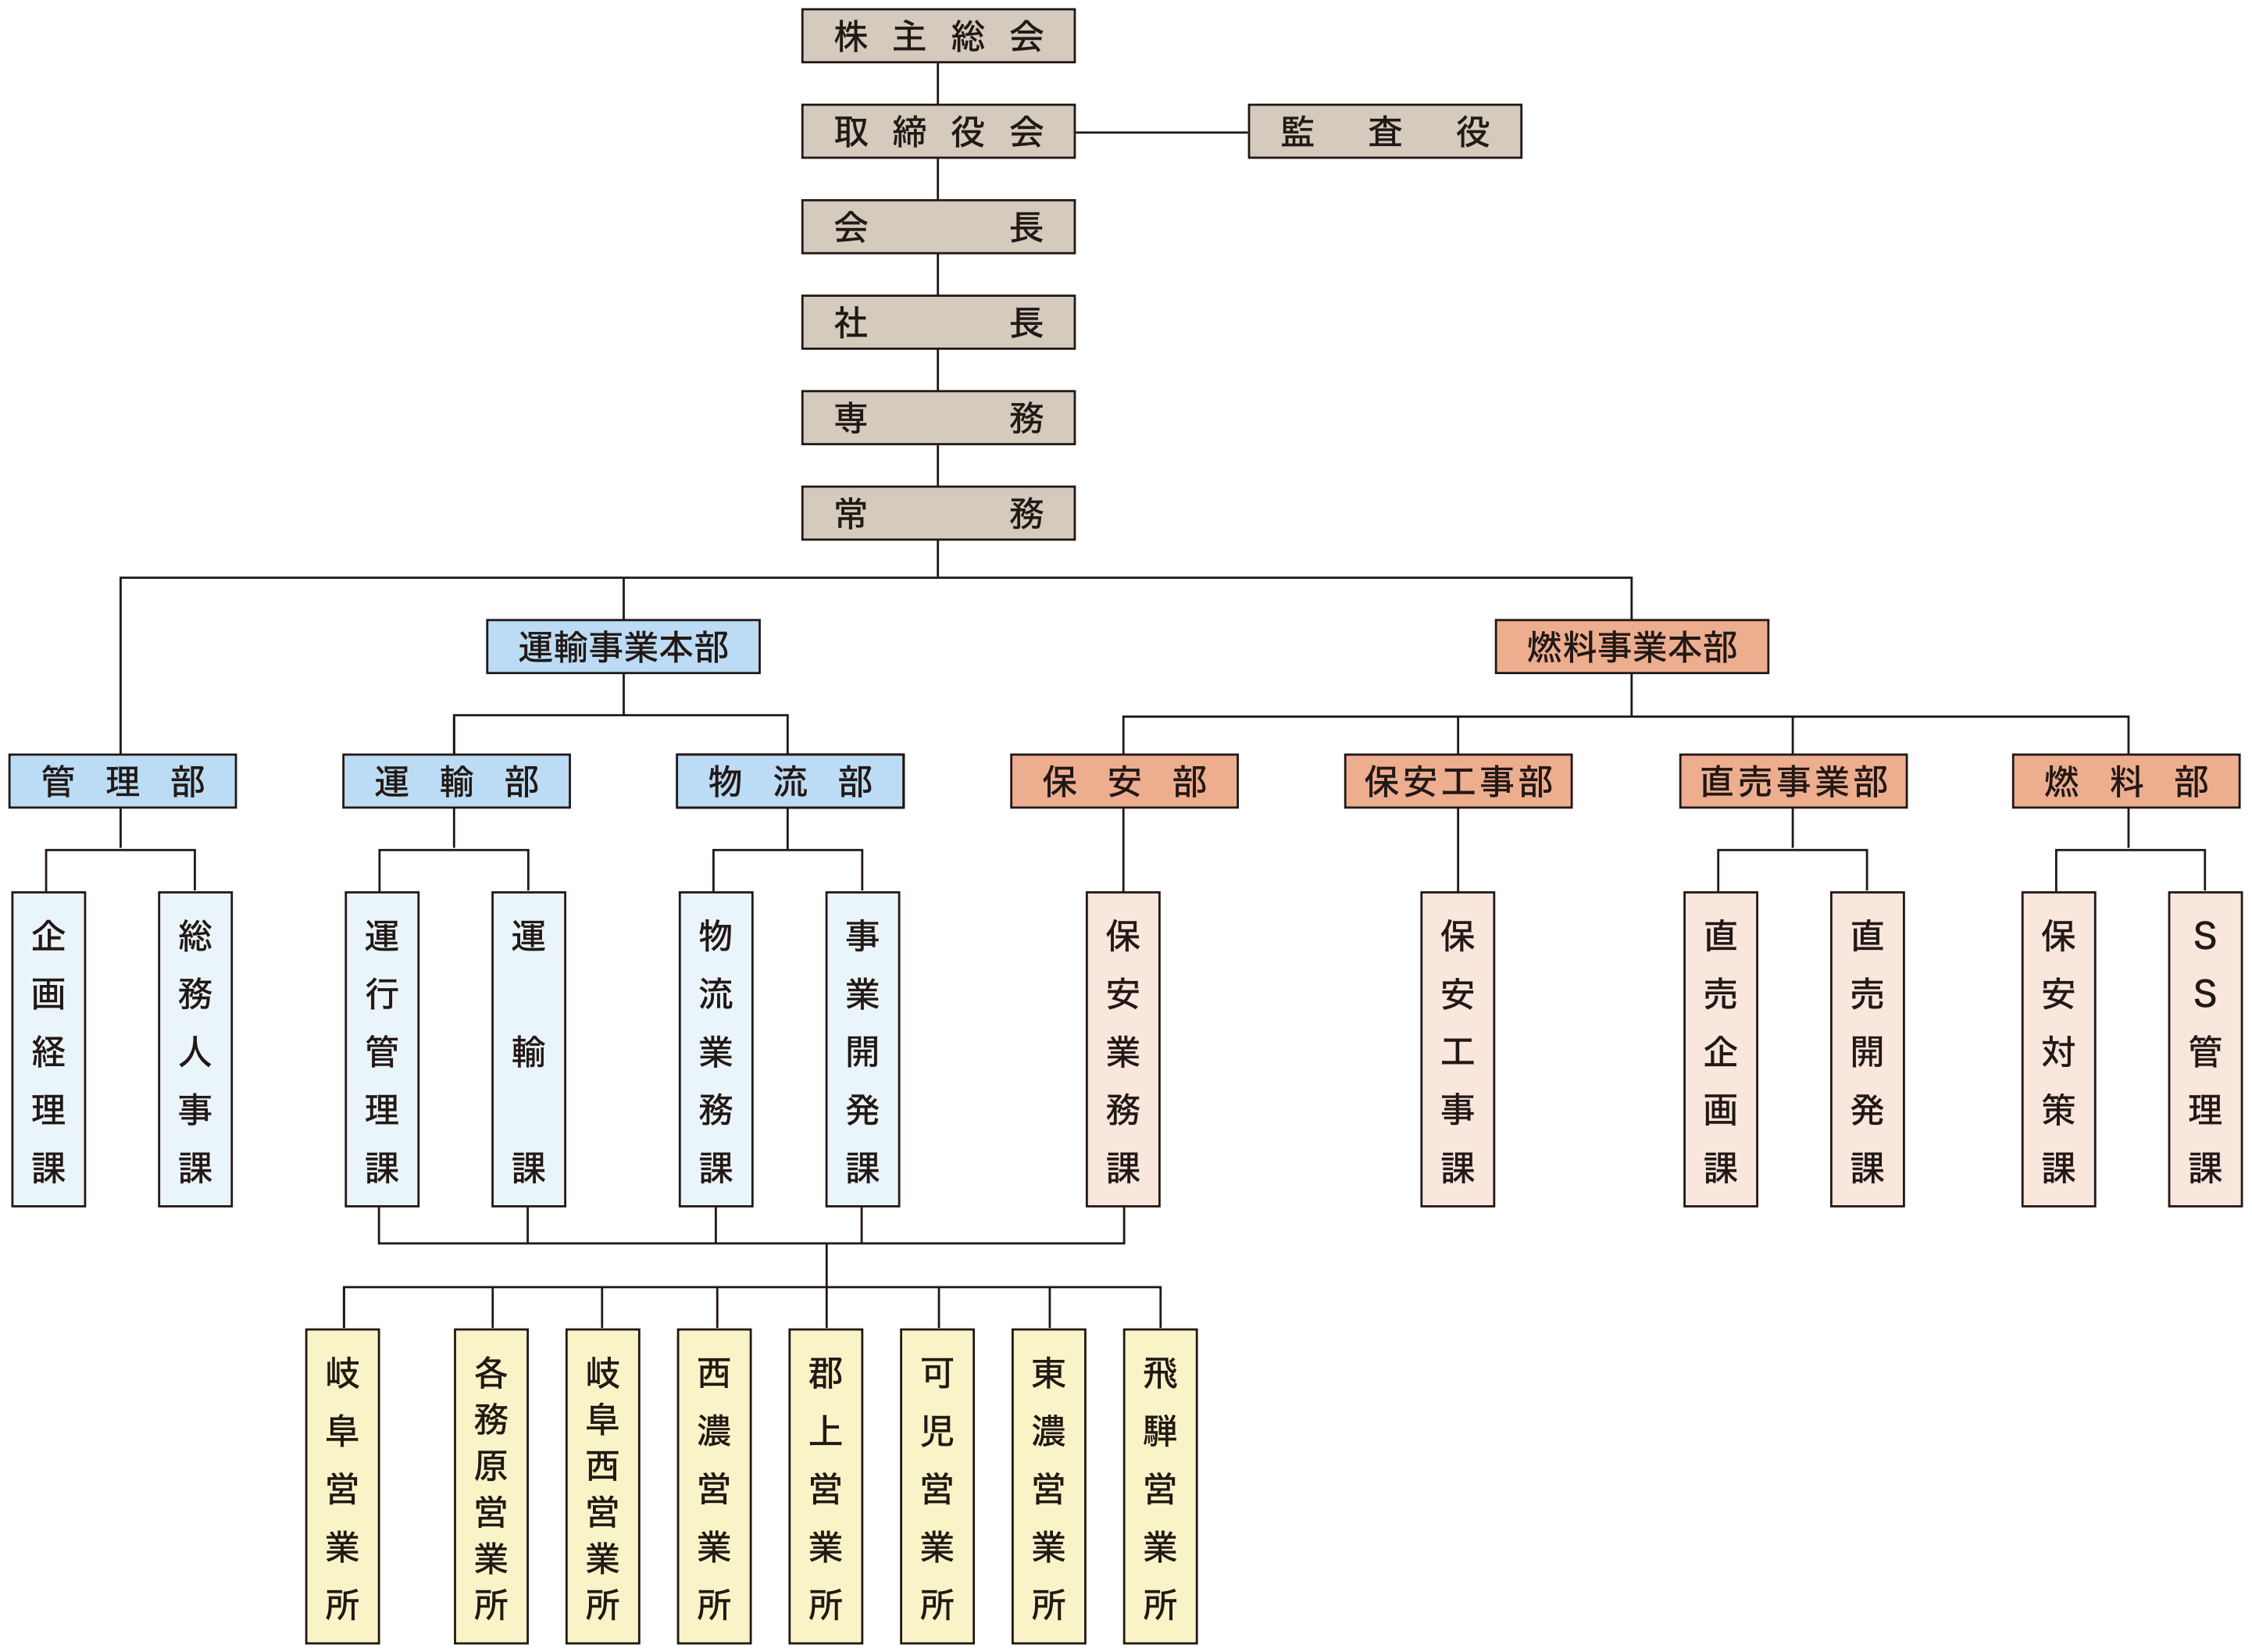 株主総会
取締役会
監査役
会長
社長
専務
常務
運輸事業本部
燃料事業本部
管理部
運輸部
物流部
保安部
保安工事部
直売事業部
燃料部
企画経理課
総務人事課
運行管理課
運輸課
物流業務課
事業開発課
保安業務課
保安工事課
直売企画課
直売開発課
保安対策課
SS管理課
岐阜営業所
各務原営業所
岐阜西営業所
西濃営業所
郡上営業所
可児営業所
東濃営業所
飛騨営業所